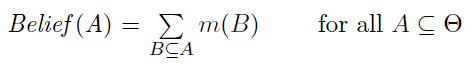 Belief(A) = ∑ m(B) for all A ⊆ Θ
B⊆A